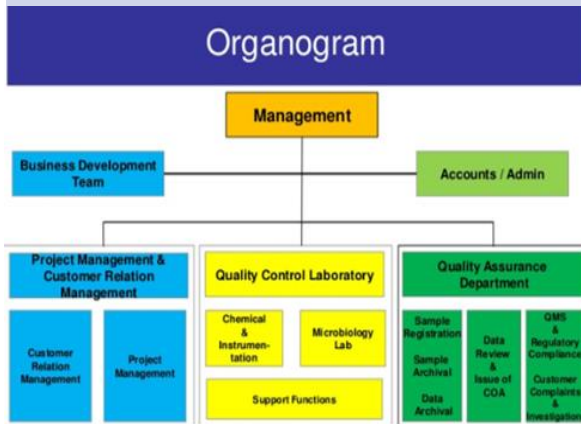 Organogram
Management
Business Development
Team
Accounts / Admin
Project Management &
Customer Relation
Management
Quality Control Laboratory
Quality Assurance
Department
Customer
Relation
Management
Project
Management
Chemical
&
Instrumen-
tation
Microbiology
Lab
Support Functions
Sample
Registration
Sample
Archival
Data
Archival
Data
Review
&
Issue of
COA
QMS
&
Regulatory
Compliance
Customer
Complaints
&
Investigation